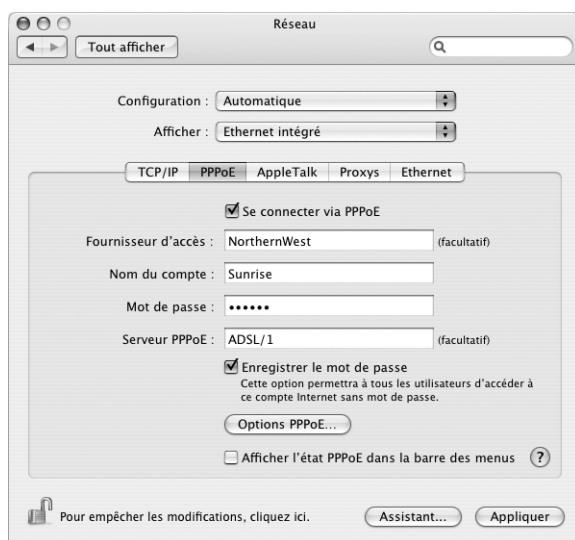 Réseau
Tout afficher
Configuration : Automatique
Afficher : Ethernet intégré
TCP/IP PPPoE AppleTalk Proxys Ethernet
Se connecter via PPPoE
Fournisseur d'accès : NorthernWest (facultatif)
Nom du compte : Sunrise
Mot de passe : ••••••
Serveur PPPoE : ADSL/1 (facultatif)
Enregistrer le mot de passe
Cette option permettra à tous les utilisateurs d'accéder à
ce compte Internet sans mot de passe.
Options PPPoE...
Afficher l'état PPPoE dans la barre des menus ?
Pour empêcher les modifications, cliquez ici. Assistant... Appliquer